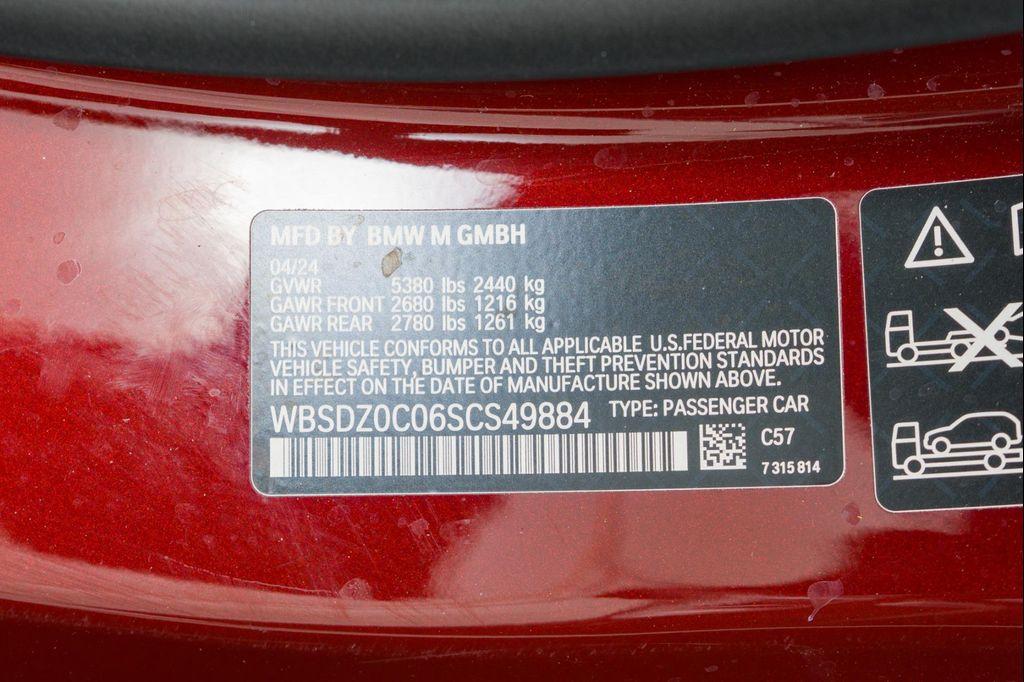 MFD BY BMW M GMBH
04/24
GVWR 5380 lbs 2440 kg
GAWR FRONT 2680 lbs 1216 kg
GAWR REAR 2780 lbs 1261 kg
THIS VEHICLE CONFORMS TO ALL APPLICABLE U.S.FEDERAL MOTOR
VEHICLE SAFETY, BUMPER AND THEFT PREVENTION STANDARDS
IN EFFECT ON THE DATE OF MANUFACTURE SHOWN ABOVE.
WBSDZ0C06SCS49884 TYPE: PASSENGER CAR
C57
7 315 814